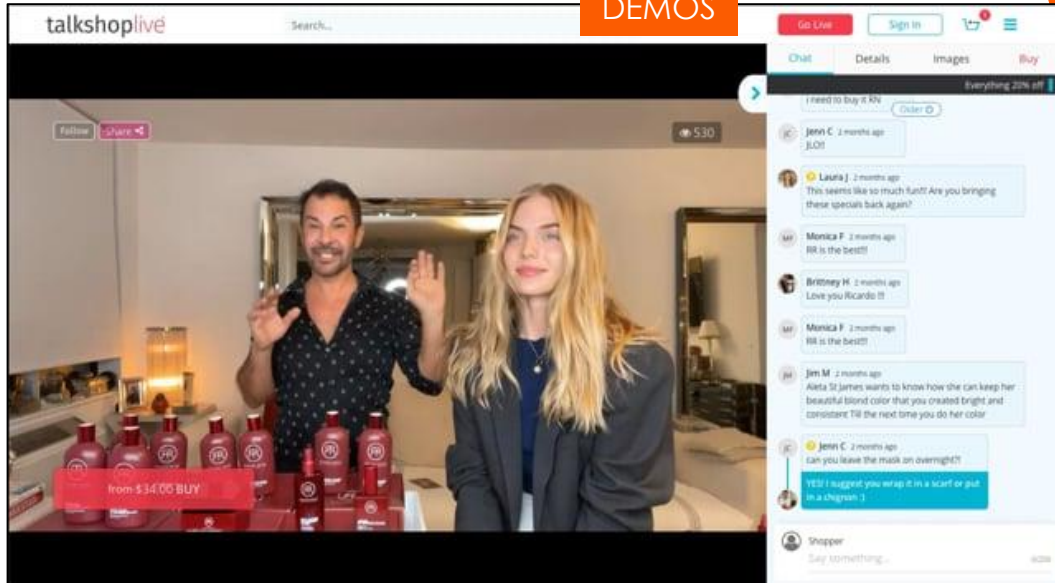 DEMOS
talkshoplive
Search...
Go Live
Sign In
Chat
Details
Images
Buy
Everything 20% off
Follow
Share
530
i need to buy it RN
Older
JC
Jenn C 2 months ago
JLO!!
Laura J 2 months ago
This seems like so much fun!!! Are you bringing
these specials back again?
MF
Monica F 2 months ago
RR is the best!!!
Brittney H 2 months ago
Love you Ricardo !!!
MF
Monica F 2 months ago
RR is the best!!!
JM
Jim M 2 months ago
Aleta St James wants to know how she can keep her
beautiful blond color that you created bright and
consistent Till the next time you do her color
JC
Jenn C 2 months ago
can you leave the mask on overnight?!
YES! I suggest you wrap it in a scarf or put
in a chignon :)
from $34.00 BUY
Shopper
Say something...